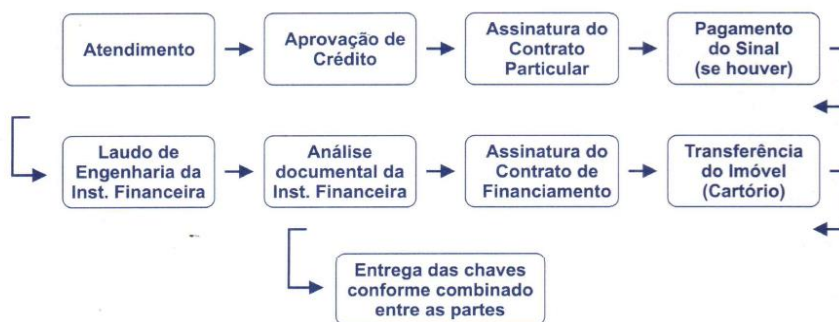 Atendimento
Aprovação de
Crédito
Assinatura do
Contrato
Particular
Pagamento
do Sinal
(se houver)
Laudo de
Engenharia da
Inst. Financeira
Análise
documental da
Inst. Financeira
Assinatura do
Contrato de
Financiamento
Transferência
do Imóvel
(Cartório)
Entrega das chaves
conforme combinado
entre as partes